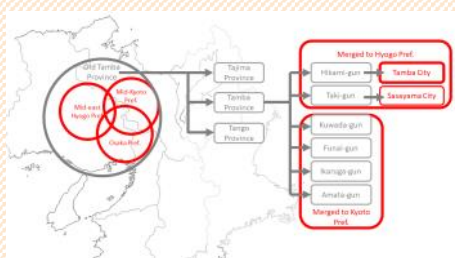 Old Tamba
Province
Mid-Kyoto
Pref.
Mid east
Hyogo Pref.
Osaka Pref.
Tajima
Province
Tamba
Province
Tango
Province
Merged to Hyogo Pref.
Hikami-gun
Tamba City
Taki-gun
Sasayama City
Kuwada-gun
Funai-gun
Ikaruga-gun
Amata-gun
Merged to Kyoto
Pref.